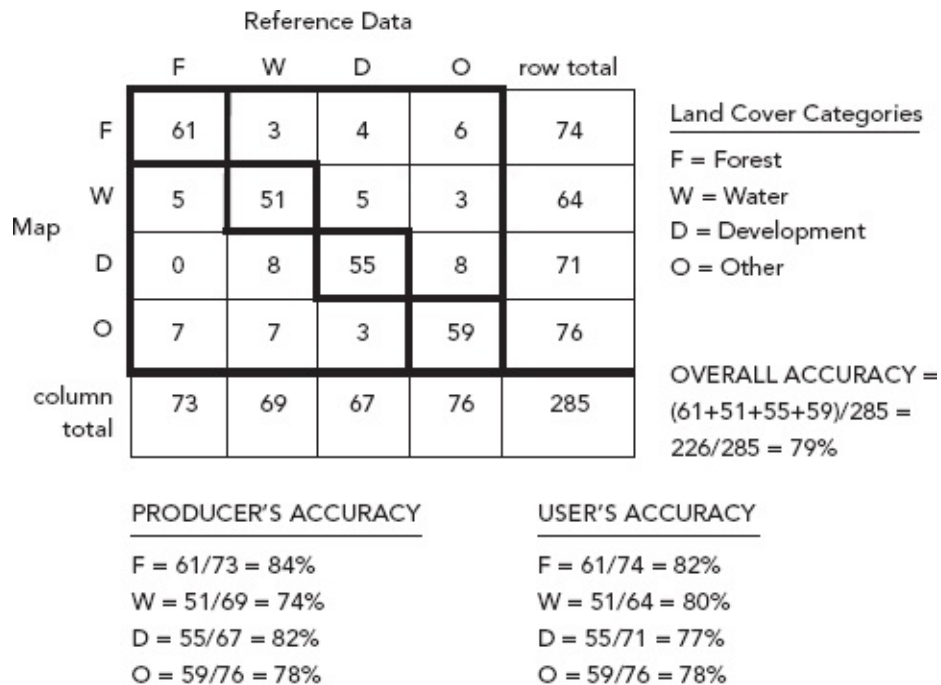 Reference Data
F W D O row total
F 61 3 4 6 74
W 5 51 5 3 64
Map
D 0 8 55 8 71
O 7 7 3 59 76
column total 73 69 67 76 285
Land Cover Categories
F = Forest
W = Water
D = Development
O = Other
OVERALL ACCURACY =
(61+51+55+59)/285 =
226/285 = 79%
PRODUCER'S ACCURACY
F = 61/73 = 84%
W = 51/69 = 74%
D = 55/67 = 82%
O = 59/76 = 78%
USER'S ACCURACY
F = 61/74 = 82%
W = 51/64 = 80%
D = 55/71 = 77%
O = 59/76 = 78%